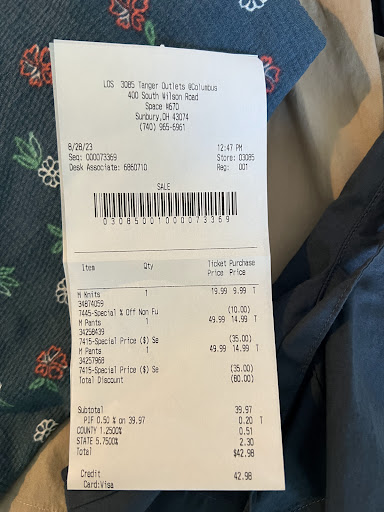 LOS 3085 Tanger Outlets @Columbus
400 South Wilson Road
Space #670
Sunbury,OH 43074
(740) 965-6961
8/28/23 12:47 PM
Seq: 000073369 Store: 03085
Desk Associate: 6860710 Reg: 001
SALE
03085001000073369
Item Qty Ticket Purchase
Price Price
M Knits 1 19.99 9.99 T
34874059
7445-Special % Off Non Fu (10.00)
M Pants 1 49.99 14.99 T
34258439
7415-Special Price ($) Se (35.00)
M Pants 1 49.99 14.99 T
34257968
7415-Special Price ($) Se (35.00)
Total Discount (80.00)
Subtotal 39.97
PIF 0.50 % on 39.97 0.20 T
COUNTY 1.2500% 0.51
STATE 5.7500% 2.30
Total $42.98
Credit 42.98
Card:Visa